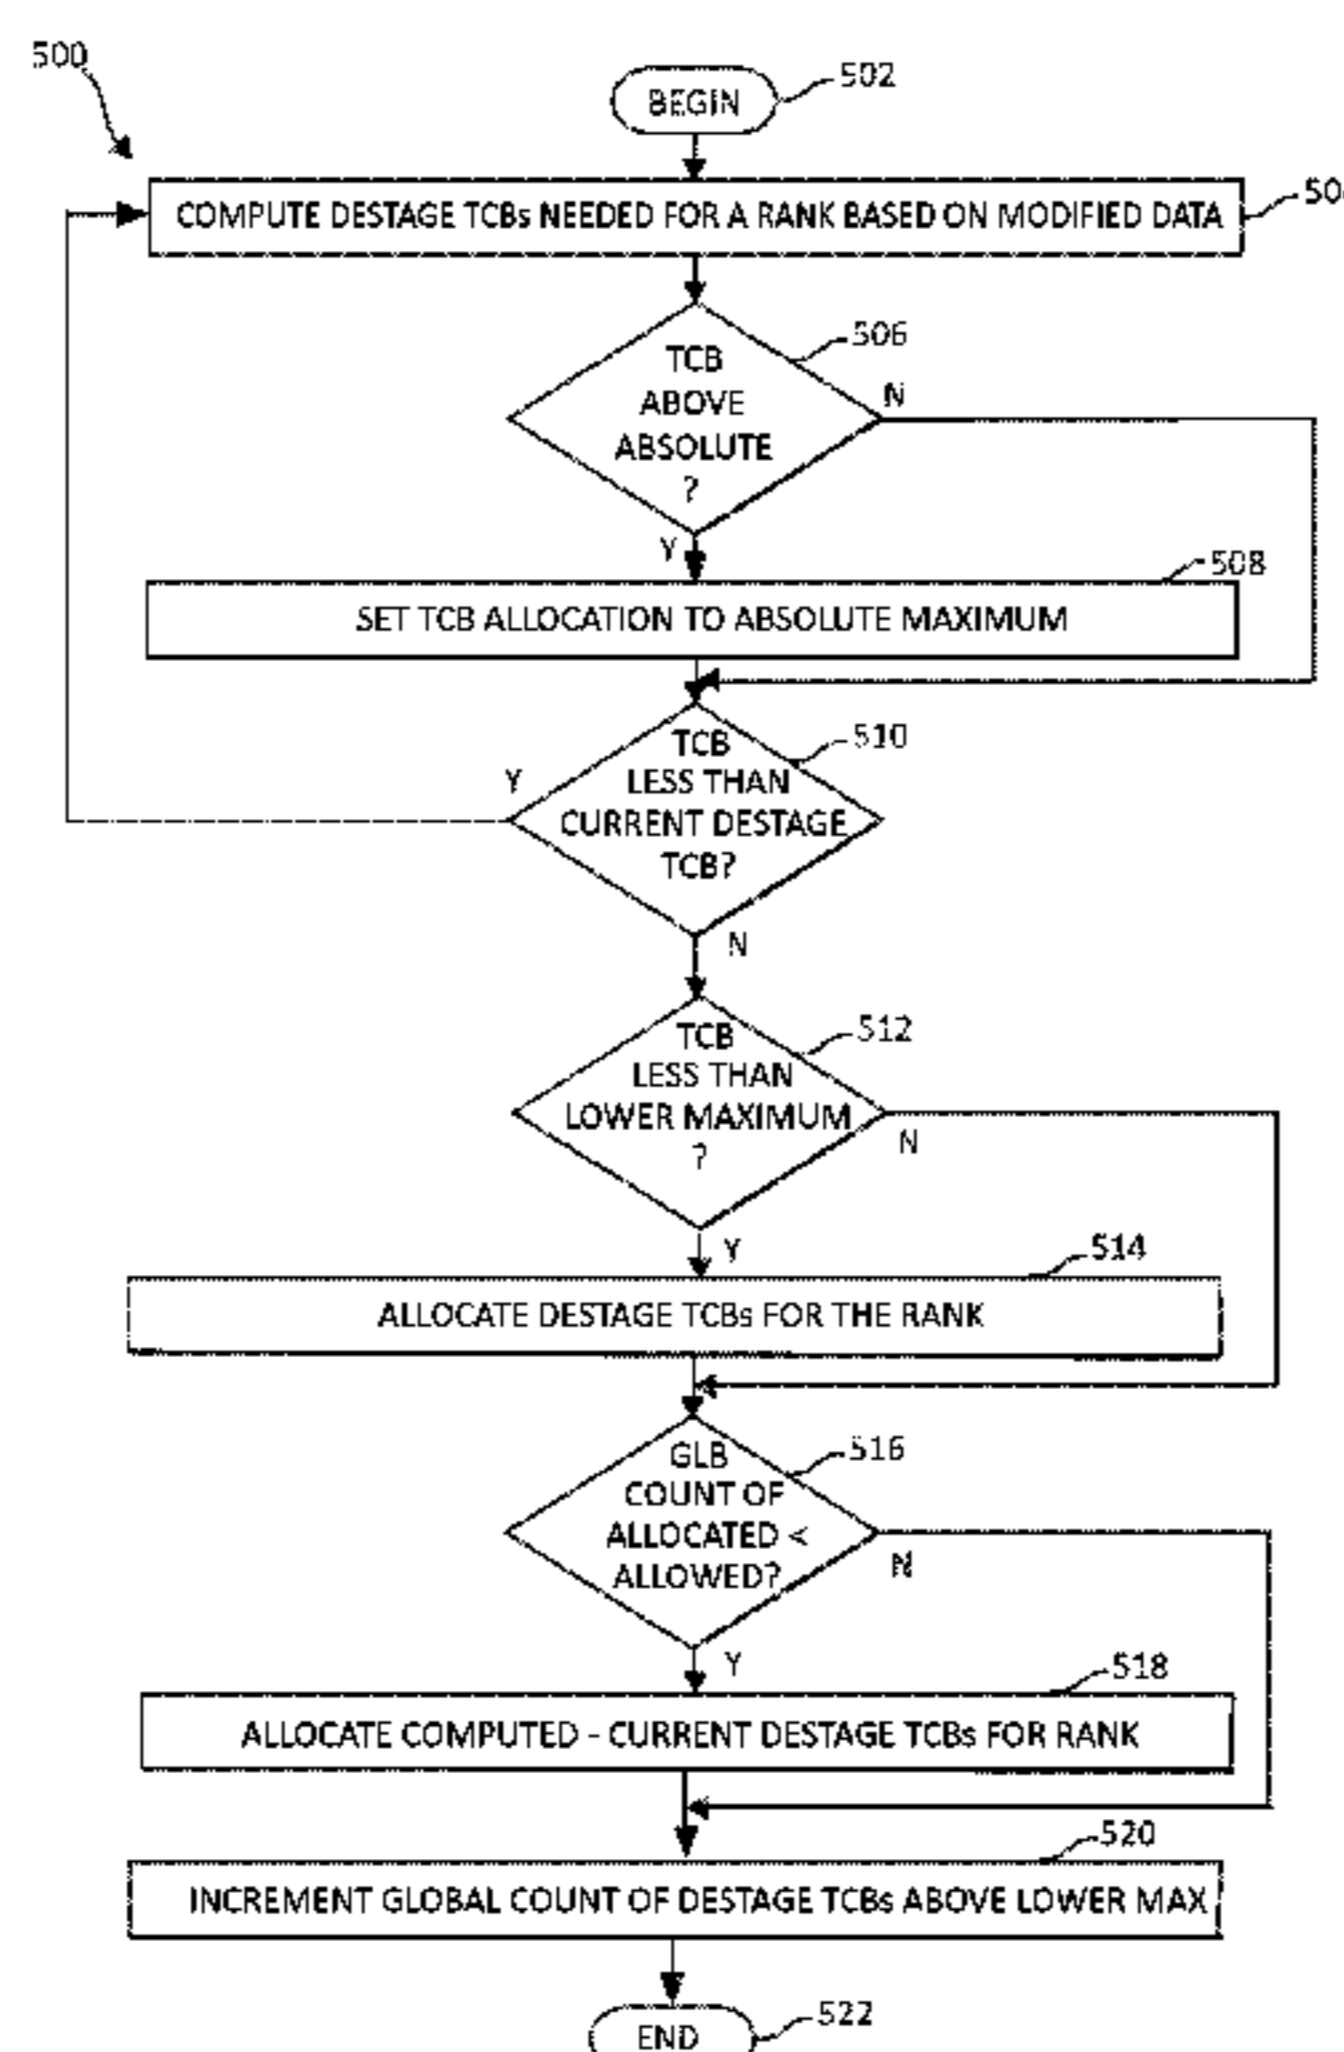 500
BEGIN
502
COMPUTE DESTAGE TCBs NEEDED FOR A RANK BASED ON MODIFIED DATA
TCB
ABOVE
ABSOLUTE
?
506
N
Y
508
SET TCB ALLOCATION TO ABSOLUTE MAXIMUM
TCB
LESS THAN
CURRENT DESTAGE
TCB?
510
Y
N
TCB
LESS THAN
LOWER MAXIMUM
?
512
N
Y
514
ALLOCATE DESTAGE TCBs FOR THE RANK
GLB
COUNT OF
ALLOCATED <
ALLOWED?
516
N
Y
518
ALLOCATE COMPUTED - CURRENT DESTAGE TCBs FOR RANK
520
INCREMENT GLOBAL COUNT OF DESTAGE TCBs ABOVE LOWER MAX
END
522